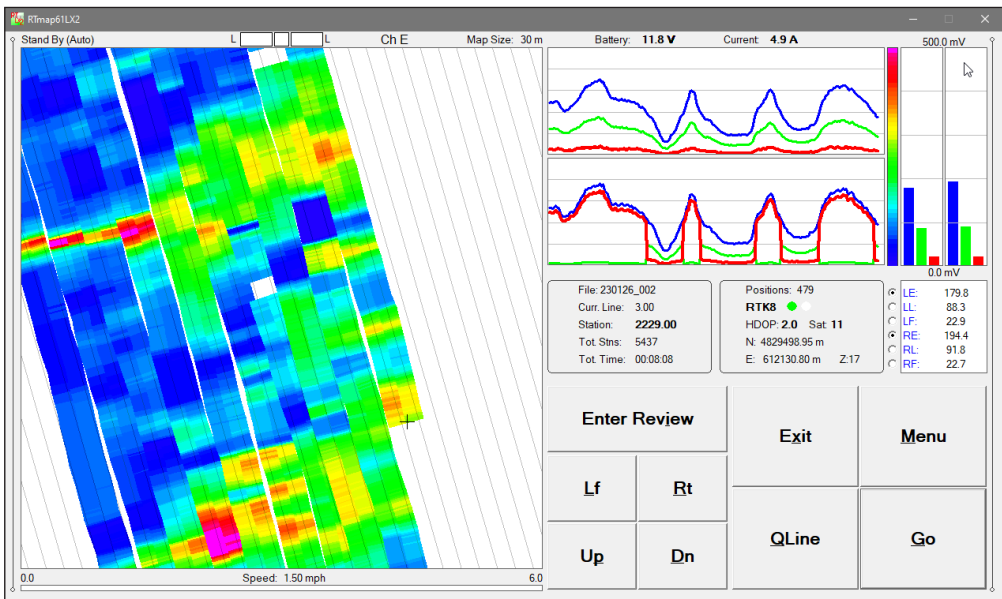 RTmap61LX2
Stand By (Auto)
L
L
Ch E
Map Size: 30 m
Battery: 11.8 V
Current: 4.9 A
500.0 mV
0.0 mV
File: 230126_002
Curr. Line: 3.00
Station: 2229.00
Tot. Stns: 5437
Tot. Time: 00:08:08
Positions: 479
RTK8
HDOP: 2.0 Sat: 11
N: 4829498.95 m
E: 612130.80 m Z:17
LE: 179.8
LL: 88.3
LF: 22.9
RE: 194.4
RL: 91.8
RF: 22.7
Enter Review
Exit
Menu
Lf
Rt
QLine
Go
Up
Dn
0.0
Speed: 1.50 mph
6.0